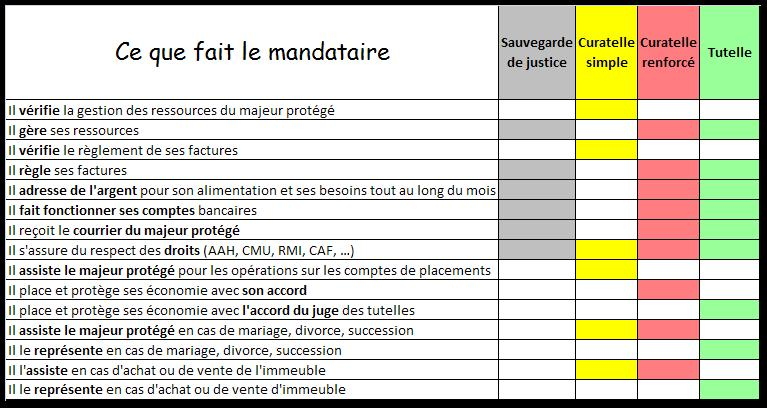 Ce que fait le mandataire
Sauvegarde de justice
Curatelle simple
Curatelle renforcé
Tutelle
Il vérifie la gestion des ressources du majeur protégé
Il gère ses ressources
Il vérifie le règlement de ses factures
Il règle ses factures
Il adresse de l'argent pour son alimentation et ses besoins tout au long du mois
Il fait fonctionner ses comptes bancaires
Il reçoit le courrier du majeur protégé
Il s'assure du respect des droits (AAH, CMU, RMI, CAF, …)
Il assiste le majeur protégé pour les opérations sur les comptes de placements
Il place et protège ses économie avec son accord
Il place et protège ses économie avec l'accord du juge des tutelles
Il assiste le majeur protégé en cas de mariage, divorce, succession
Il le représente en cas de mariage, divorce, succession
Il l'assiste en cas d'achat ou de vente de l'immeuble
Il le représente en cas d'achat ou de vente d'immeuble